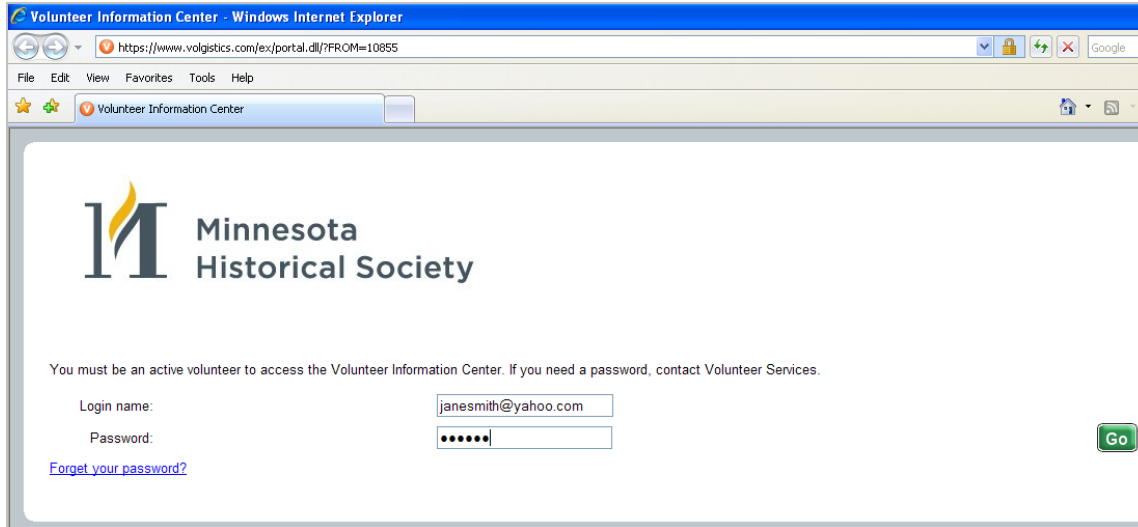 Volunteer Information Center - Windows Internet Explorer
https://www.volgistics.com/ex/portal.dll/?FROM=10855
Google
File Edit View Favorites Tools Help
Volunteer Information Center
Minnesota
Historical Society
You must be an active volunteer to access the Volunteer Information Center. If you need a password, contact Volunteer Services.
Login name: janesmith@yahoo.com
Password: ••••••
Go
Forget your password?